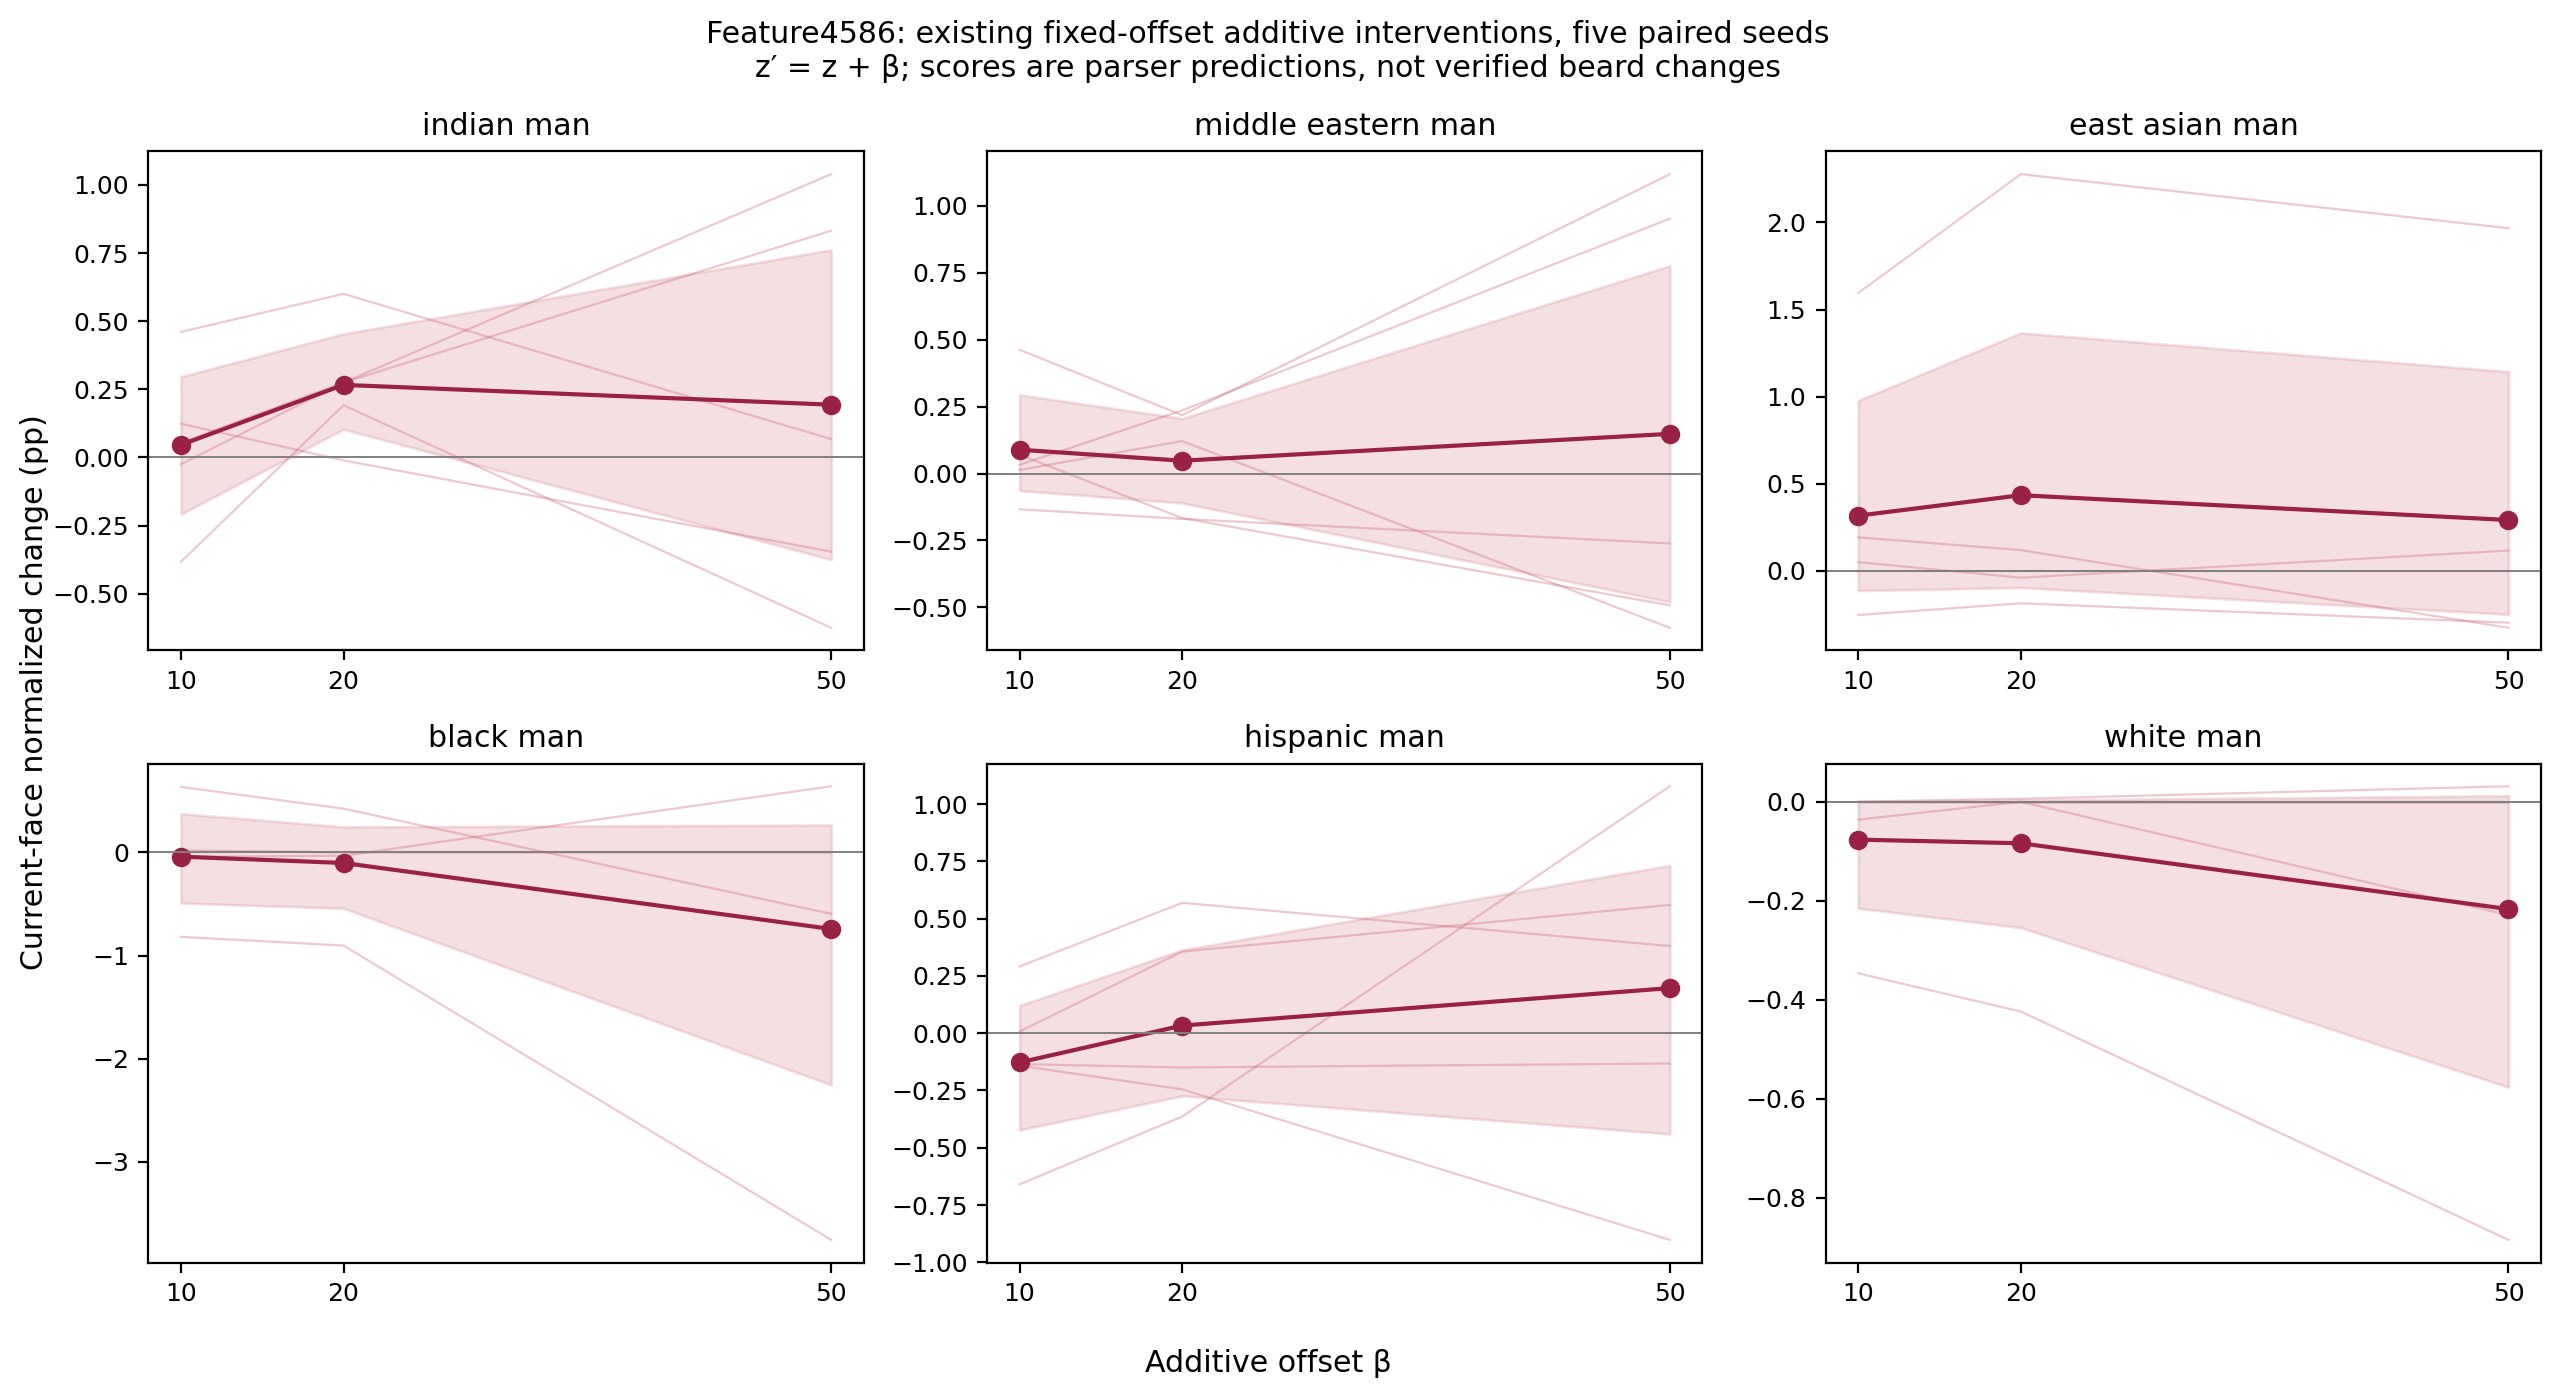 Feature4586: existing fixed-offset additive interventions, five paired seeds
z′ = z + β; scores are parser predictions, not verified beard changes
Current-face normalized change (pp)
indian man
1.00
0.75
0.50
0.25
0.00
−0.25
−0.50
10 20 50
middle eastern man
1.00
0.75
0.50
0.25
0.00
−0.25
−0.50
10 20 50
east asian man
2.0
1.5
1.0
0.5
0.0
10 20 50
black man
0
−1
−2
−3
10 20 50
hispanic man
1.00
0.75
0.50
0.25
0.00
−0.25
−0.50
−0.75
−1.00
10 20 50
white man
0.0
−0.2
−0.4
−0.6
−0.8
10 20 50
Additive offset β